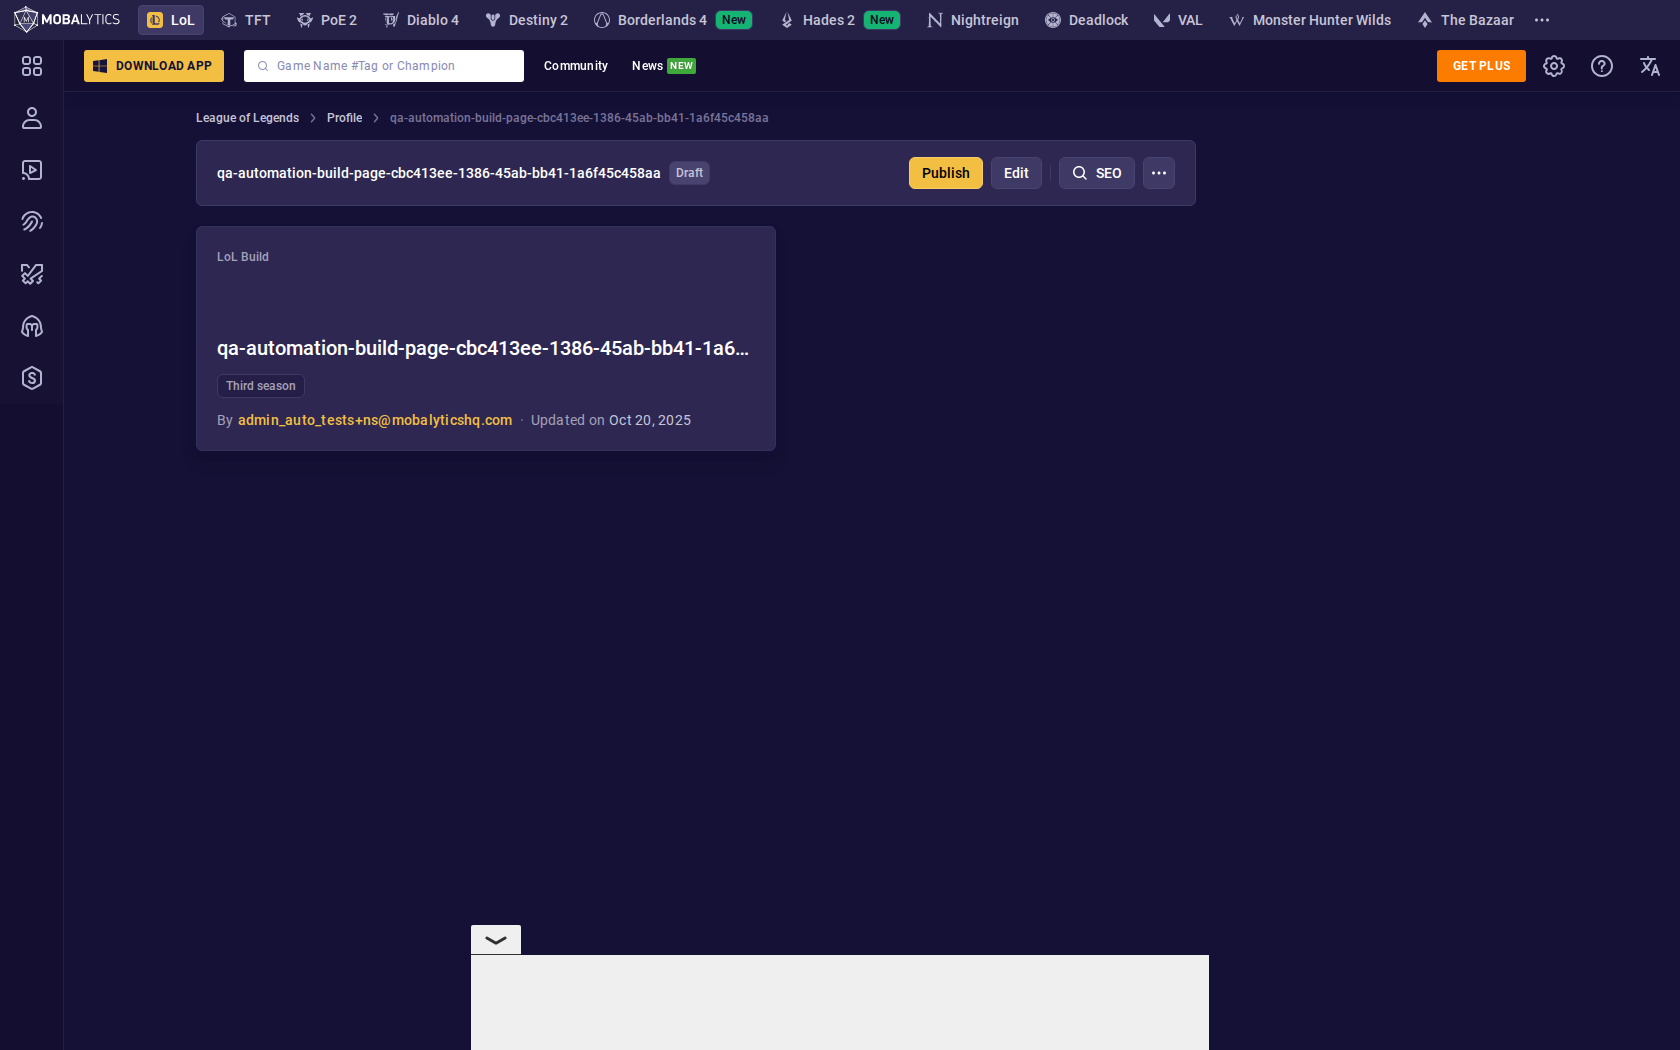 MOBALYTICS LoL TFT PoE 2 Diablo 4 Destiny 2 Borderlands 4 New Hades 2 New Nightreign Deadlock VAL Monster Hunter Wilds The Bazaar
DOWNLOAD APP Game Name #Tag or Champion Community News NEW GET PLUS
League of Legends Profile qa-automation-build-page-cbc413ee-1386-45ab-bb41-1a6f45c458aa
qa-automation-build-page-cbc413ee-1386-45ab-bb41-1a6f45c458aa Draft Publish Edit SEO
LoL Build
qa-automation-build-page-cbc413ee-1386-45ab-bb41-1a6...
Third season
By admin_auto_tests+ns@mobalyticshq.com · Updated on Oct 20, 2025